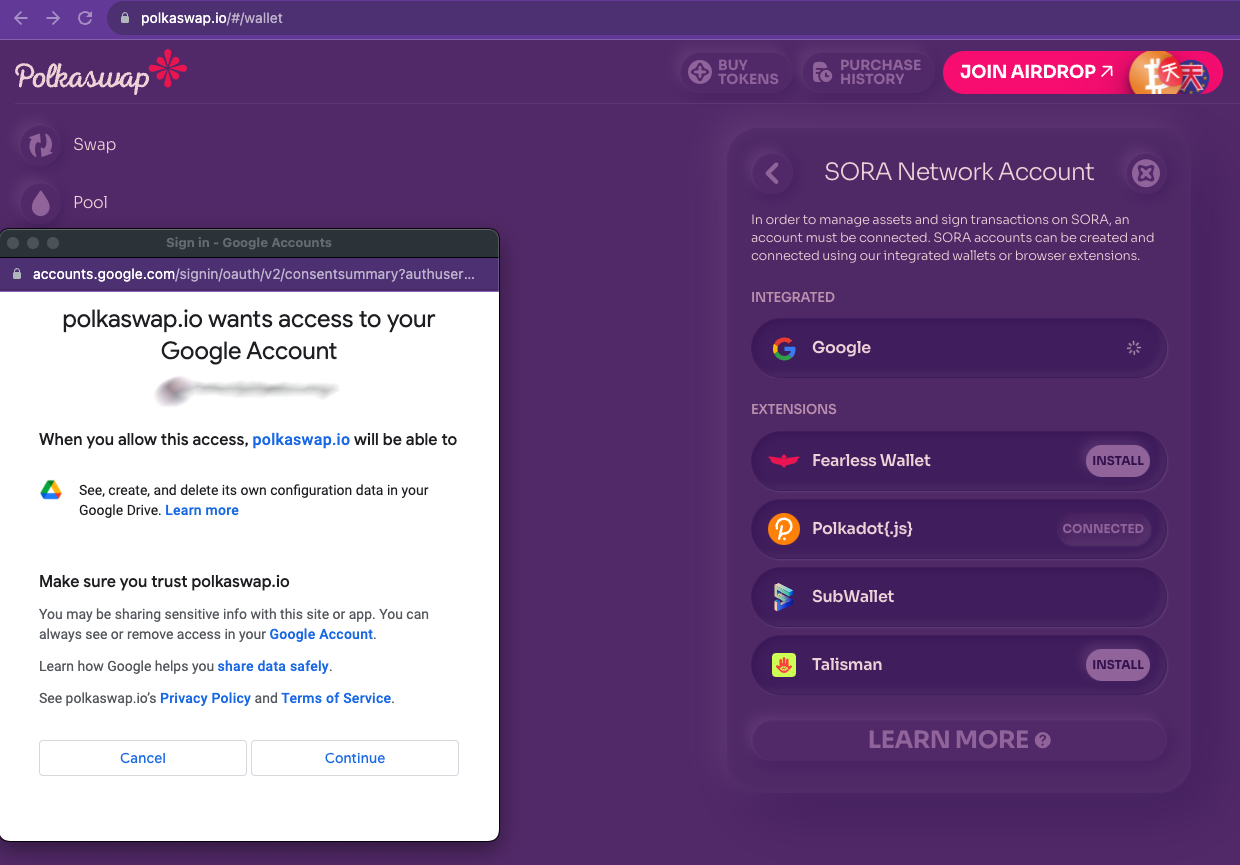 polkaswap.io/#/wallet
Polkaswap
BUY
TOKENS
PURCHASE
HISTORY
JOIN AIRDROP
Swap
Pool
Sign in - Google Accounts
accounts.google.com/signin/oauth/v2/consentsummary?authuser...
polkaswap.io wants access to your
Google Account
When you allow this access, polkaswap.io will be able to
See, create, and delete its own configuration data in your
Google Drive. Learn more
Make sure you trust polkaswap.io
You may be sharing sensitive info with this site or app. You can
always see or remove access in your Google Account.
Learn how Google helps you share data safely.
See polkaswap.io’s Privacy Policy and Terms of Service.
Cancel
Continue
SORA Network Account
In order to manage assets and sign transactions on SORA, an
account must be connected. SORA accounts can be created and
connected using our integrated wallets or browser extensions.
INTEGRATED
Google
EXTENSIONS
Fearless Wallet
INSTALL
Polkadot{.js}
CONNECTED
SubWallet
Talisman
INSTALL
LEARN MORE